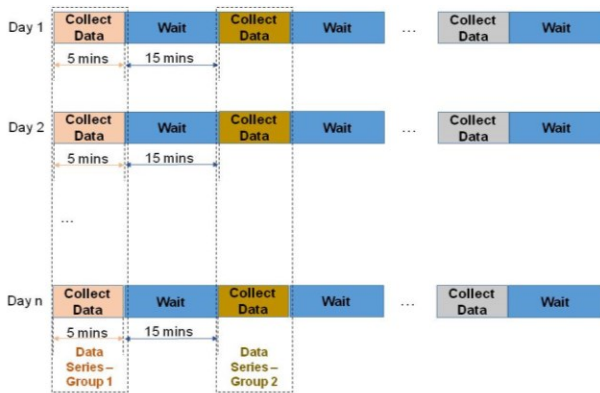 Day 1
Collect
Data
Wait
Collect
Data
Wait
...
Collect
Data
Wait
5 mins
15 mins
Day 2
Collect
Data
Wait
Collect
Data
Wait
...
Collect
Data
Wait
5 mins
15 mins
...
Day n
Collect
Data
Wait
Collect
Data
Wait
...
Collect
Data
Wait
5 mins
15 mins
Data
Series –
Group 1
Data
Series –
Group 2